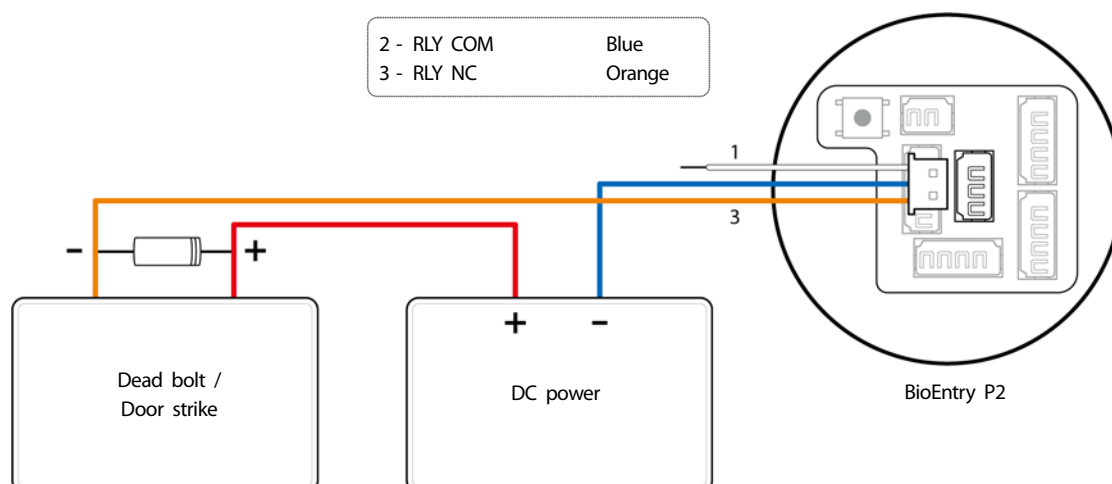 2 - RLY COM Blue
3 - RLY NC Orange
1
3
- +
+ -
Dead bolt /
Door strike
DC power
BioEntry P2